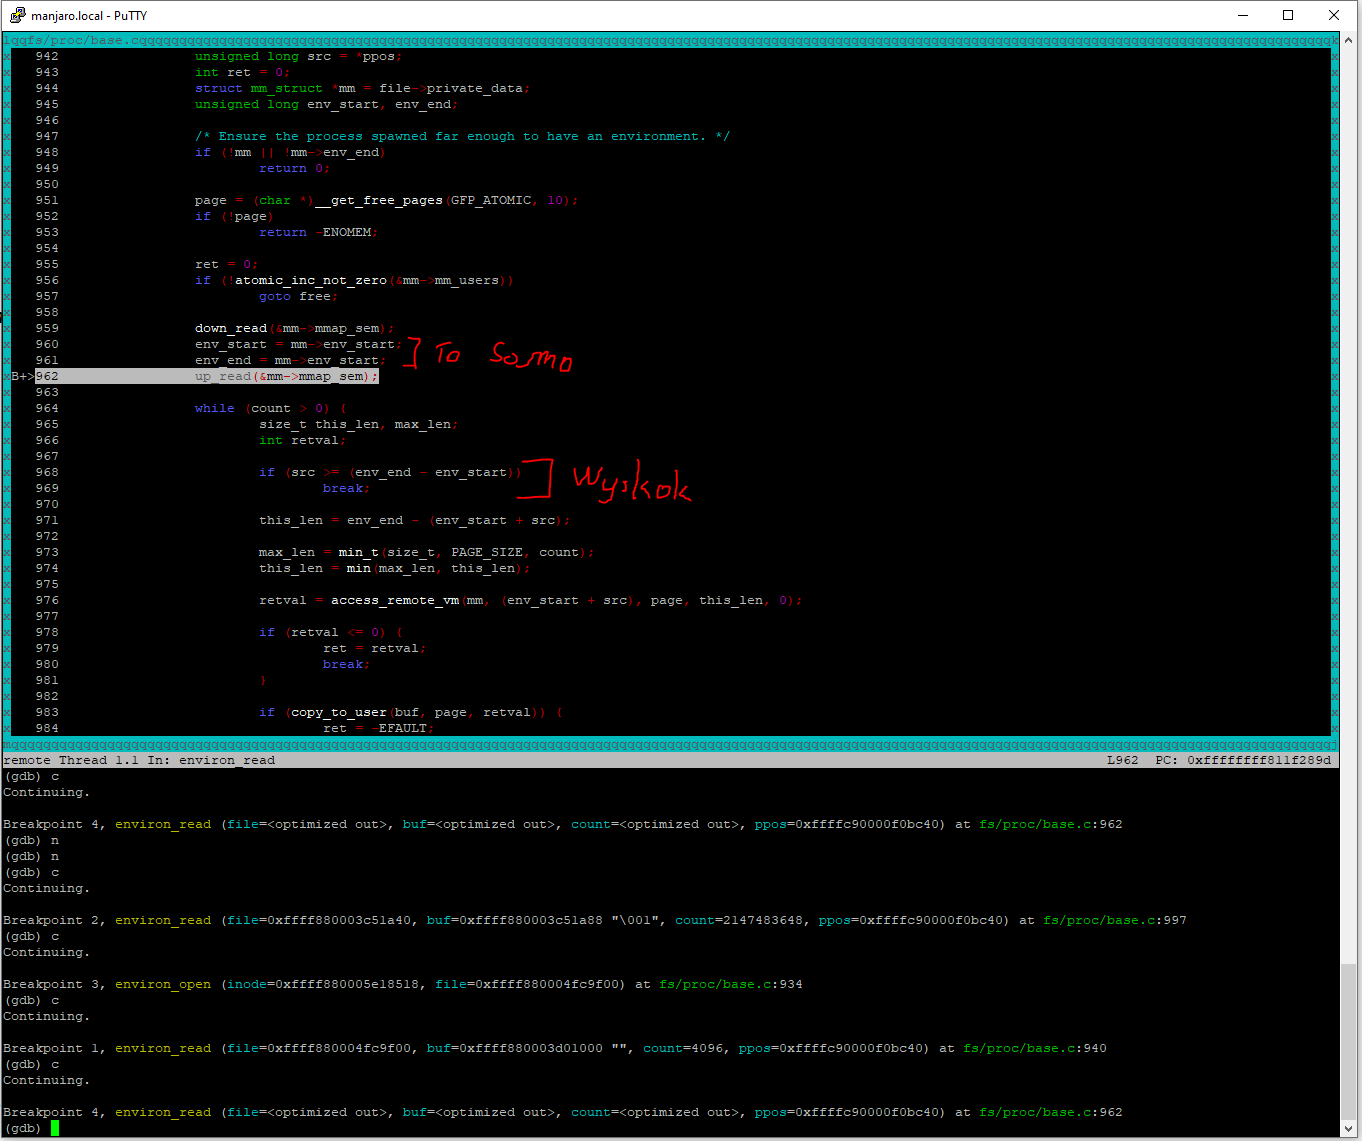 manjaro.local - PuTTY
lqqfs/proc/base.cqqqqqqqqqqqqqqqqqqqqqqqqqqqqqqqqqqqqqqqqqqqqqqqqqqqqqqqqqqqqqqqqqqqqqqqqqqqqqqqqqqqqqqqqqqqqqqqqqqqqqqqqqqqqqqqqqqqqqqqqqqqqqqqqqqqqqqqqqqqqqqqqqqqqk
x 942 unsigned long src = *ppos; x
x 943 int ret = 0; x
x 944 struct mm_struct *mm = file->private_data; x
x 945 unsigned long env_start, env_end; x
x 946 x
x 947 /* Ensure the process spawned far enough to have an environment. */ x
x 948 if (!mm || !mm->env_end) x
x 949 return 0; x
x 950 x
x 951 page = (char *)__get_free_pages(GFP_ATOMIC, 10); x
x 952 if (!page) x
x 953 return -ENOMEM; x
x 954 x
x 955 ret = 0; x
x 956 if (!atomic_inc_not_zero(&mm->mm_users)) x
x 957 goto free; x
x 958 x
x 959 down_read(&mm->mmap_sem); x
x 960 env_start = mm->env_start; x
x 961 env_end = mm->env_start; ] To Samo x
B+>962 up_read(&mm->mmap_sem); x
x 963 x
x 964 while (count > 0) { x
x 965 size_t this_len, max_len; x
x 966 int retval; x
x 967 x
x 968 if (src >= (env_end - env_start)) x
x 969 break; ] Wyskok x
x 970 x
x 971 this_len = env_end - (env_start + src); x
x 972 x
x 973 max_len = min_t(size_t, PAGE_SIZE, count); x
x 974 this_len = min(max_len, this_len); x
x 975 x
x 976 retval = access_remote_vm(mm, (env_start + src), page, this_len, 0); x
x 977 x
x 978 if (retval <= 0) { x
x 979 ret = retval; x
x 980 break; x
x 981 } x
x 982 x
x 983 if (copy_to_user(buf, page, retval)) { x
x 984 ret = -EFAULT; x
remote Thread 1.1 In: environ_read L962 PC: 0xffffffff811f289d
(gdb) c
Continuing.
Breakpoint 4, environ_read (file=<optimized out>, buf=<optimized out>, count=<optimized out>, ppos=0xffffc90000f0bc40) at fs/proc/base.c:962
(gdb) n
(gdb) n
(gdb) c
Continuing.
Breakpoint 2, environ_read (file=0xffff880003c51a40, buf=0xffff880003c51a88 "\001", count=2147483648, ppos=0xffffc90000f0bc40) at fs/proc/base.c:997
(gdb) c
Continuing.
Breakpoint 3, environ_open (inode=0xffff880005e18518, file=0xffff880004fc9f00) at fs/proc/base.c:934
(gdb) c
Continuing.
Breakpoint 1, environ_read (file=0xffff880004fc9f00, buf=0xffff880003d01000 "", count=4096, ppos=0xffffc90000f0bc40) at fs/proc/base.c:940
(gdb) c
Continuing.
Breakpoint 4, environ_read (file=<optimized out>, buf=<optimized out>, count=<optimized out>, ppos=0xffffc90000f0bc40) at fs/proc/base.c:962
(gdb)